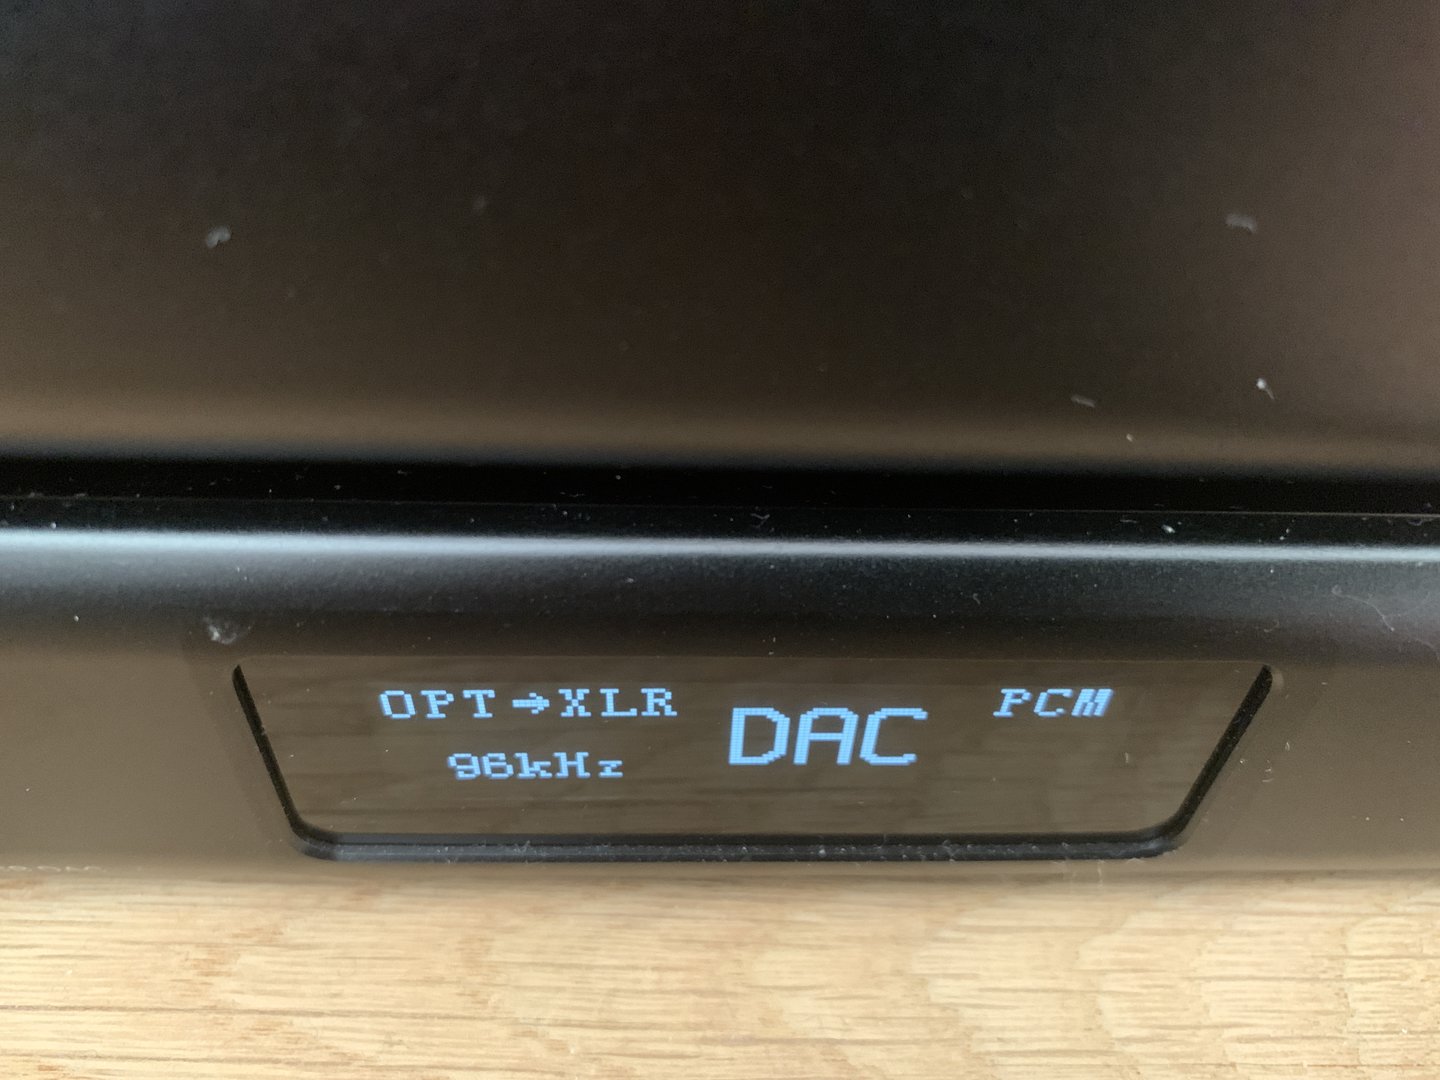 OPT→XLR
96kHz
DAC
PCM